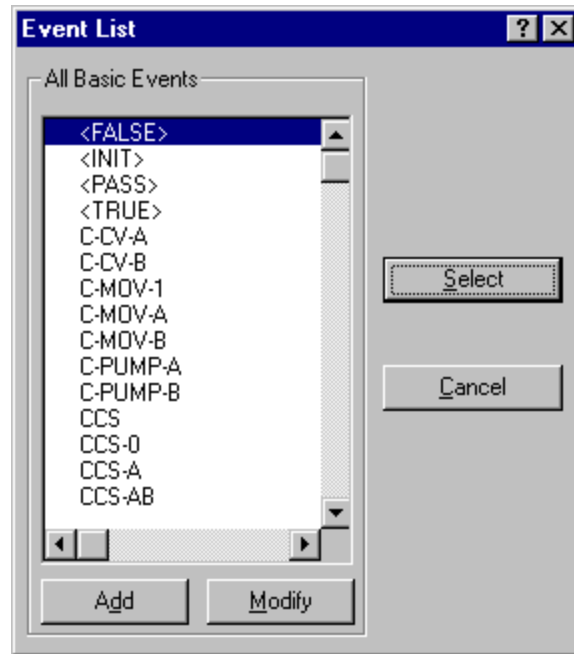 Event List
All Basic Events
<FALSE>
<INIT>
<PASS>
<TRUE>
C-CV-A
C-CV-B
C-MOV-1
C-MOV-A
C-MOV-B
C-PUMP-A
C-PUMP-B
CCS
CCS-0
CCS-A
CCS-AB
Select
Cancel
Add Modify